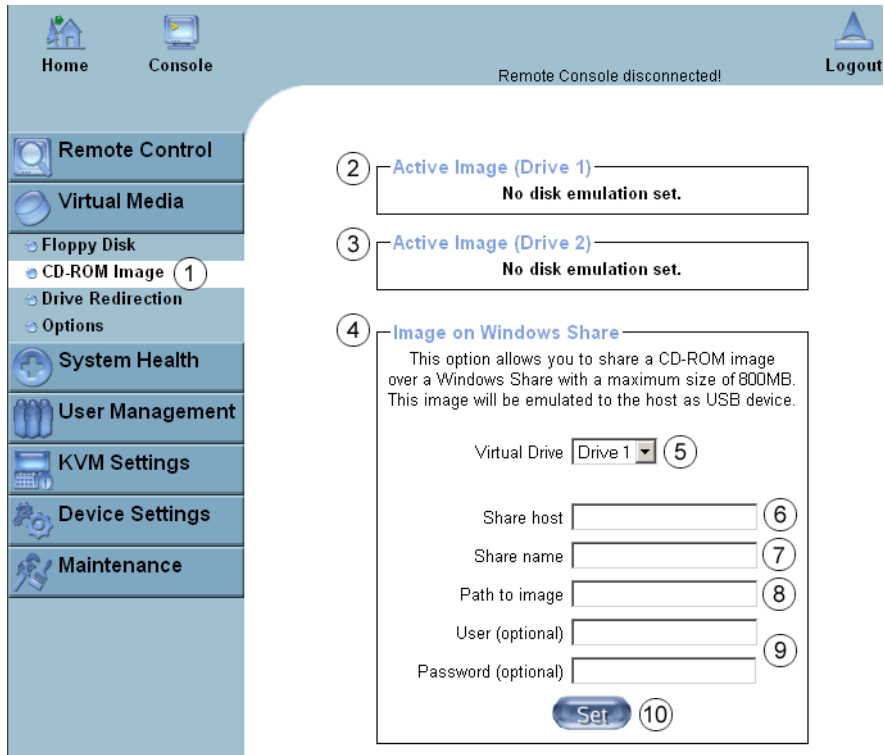 Home
Console
Remote Console disconnected!
Logout
Remote Control
Virtual Media
Floppy Disk
CD-ROM Image 1
Drive Redirection
Options
System Health
User Management
KVM Settings
Device Settings
Maintenance
2 Active Image (Drive 1)
No disk emulation set.
3 Active Image (Drive 2)
No disk emulation set.
4 Image on Windows Share
This option allows you to share a CD-ROM image
over a Windows Share with a maximum size of 800MB.
This image will be emulated to the host as USB device.
Virtual Drive Drive 1 5
Share host 6
Share name 7
Path to image 8
User (optional)
9
Password (optional)
Set 10